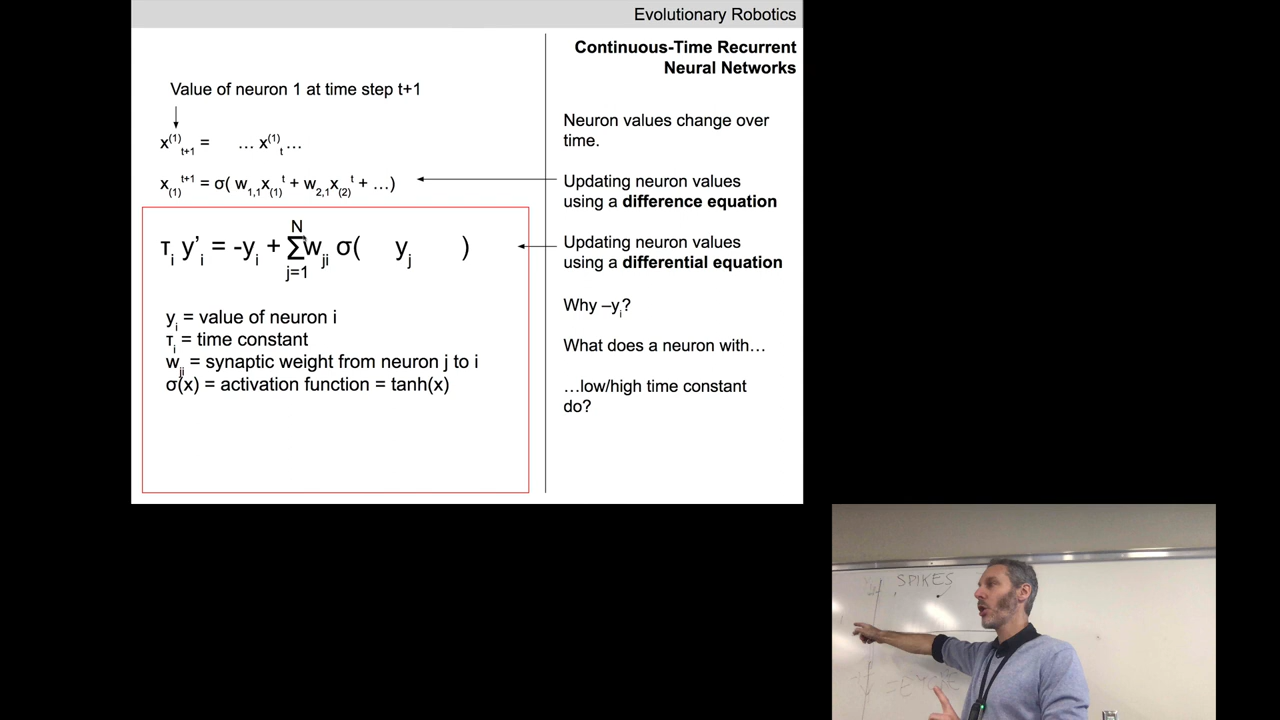 Evolutionary Robotics
Continuous-Time Recurrent
Neural Networks
Value of neuron 1 at time step t+1
x⁽¹⁾ₜ₊₁ = … x⁽¹⁾ₜ …
x₍₁₎ᵗ⁺¹ = σ( w₁,₁x₍₁₎ᵗ + w₂,₁x₍₂₎ᵗ + …)
τᵢ y’ᵢ = -yᵢ + Σ(j=1 to N) wⱼᵢ σ( yⱼ )
yᵢ = value of neuron i
τᵢ = time constant
wⱼᵢ = synaptic weight from neuron j to i
σ(x) = activation function = tanh(x)
Neuron values change over
time.
Updating neuron values
using a difference equation
Updating neuron values
using a differential equation
Why –yᵢ?
What does a neuron with…
…low/high time constant
do?
SPIKES